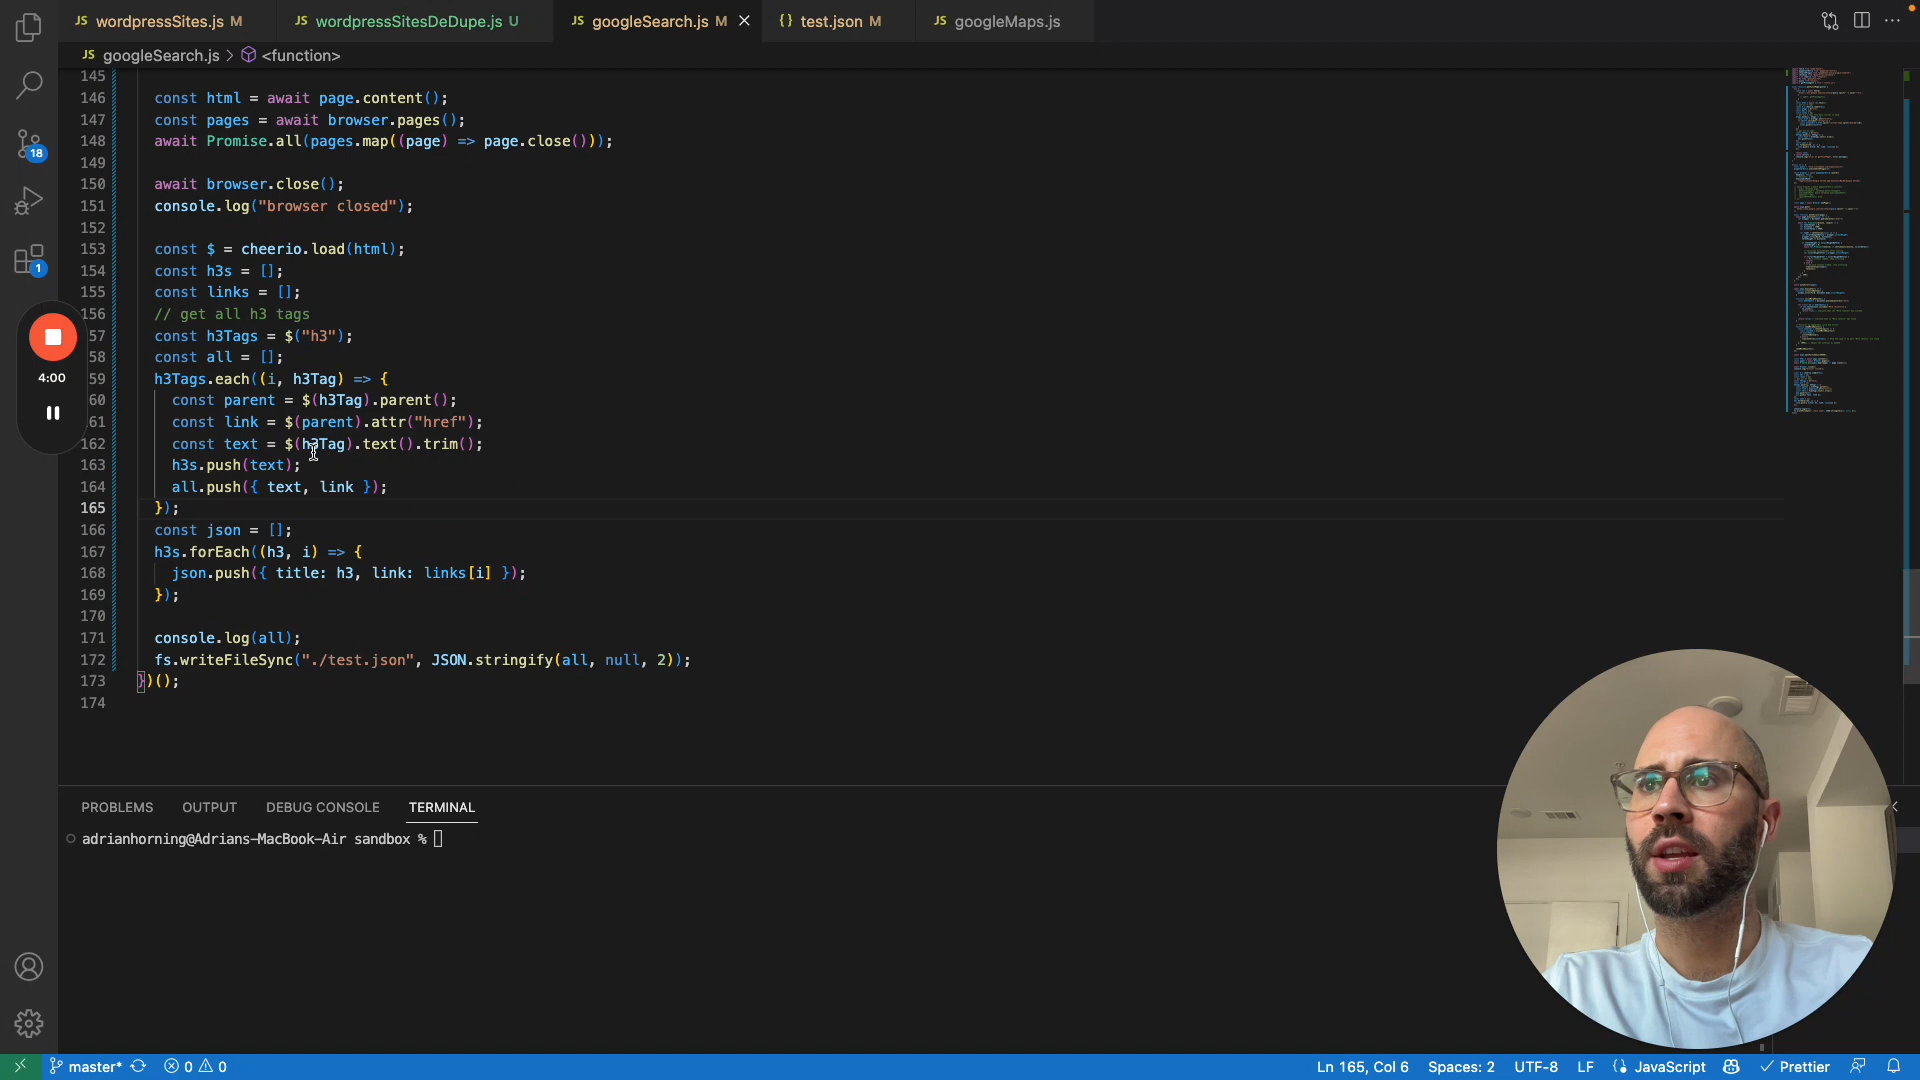 JS wordpressSites.js M
JS wordpressSitesDeDupe.js U
JS googleSearch.js M
{} test.json M
JS googleMaps.js
JS googleSearch.js > <function>
145
146 const html = await page.content();
147 const pages = await browser.pages();
148 await Promise.all(pages.map((page) => page.close()));
149
150 await browser.close();
151 console.log("browser closed");
152
153 const $ = cheerio.load(html);
154 const h3s = [];
155 const links = [];
156 // get all h3 tags
57 const h3Tags = $("h3");
58 const all = [];
59 h3Tags.each((i, h3Tag) => {
60 const parent = $(h3Tag).parent();
61 const link = $(parent).attr("href");
162 const text = $(h3Tag).text().trim();
163 h3s.push(text);
164 all.push({ text, link });
165 });
166 const json = [];
167 h3s.forEach((h3, i) => {
168 json.push({ title: h3, link: links[i] });
169 });
170
171 console.log(all);
172 fs.writeFileSync("./test.json", JSON.stringify(all, null, 2));
173 })();
174
18
1
4:00
PROBLEMS OUTPUT DEBUG CONSOLE TERMINAL
adrianhorning@Adrians-MacBook-Air sandbox %
master* 0 0 Ln 165, Col 6 Spaces: 2 UTF-8 LF {} JavaScript Prettier